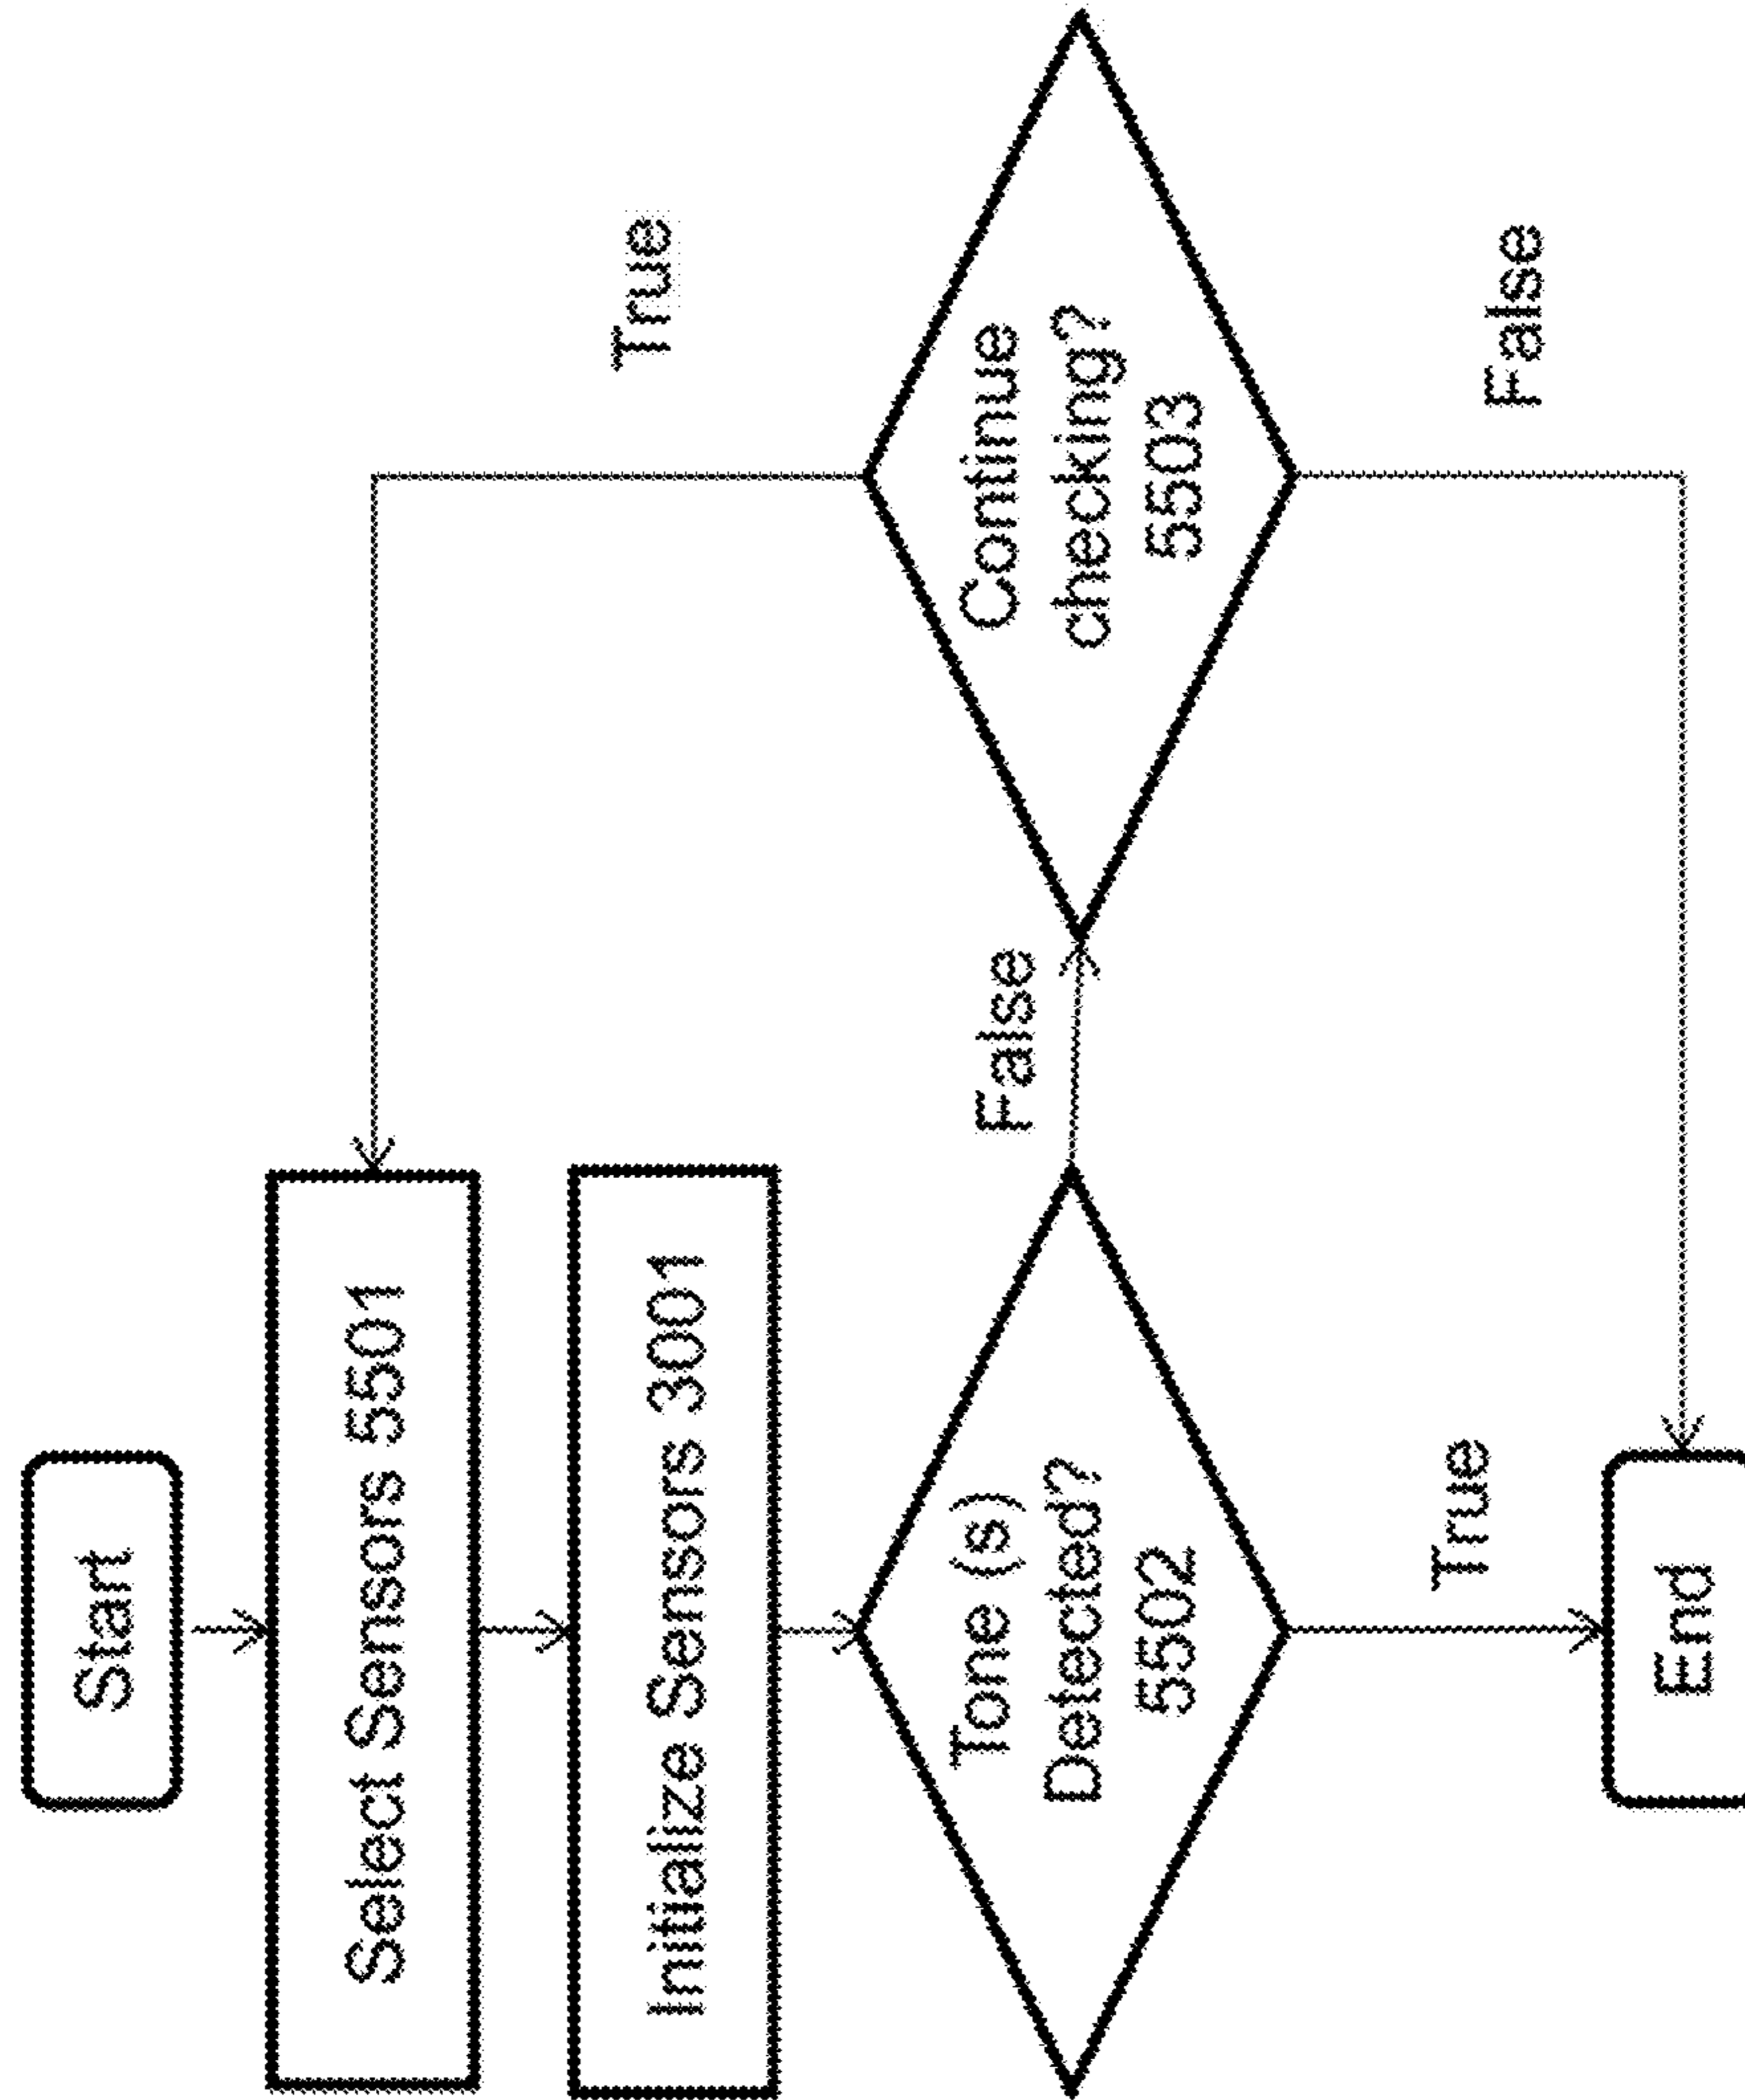 Start
Select Sensors 5501
Initialize Sensors 3001
Tone (s)
Detected?
5502
False
Continue
checking?
5503
True
False
True
End